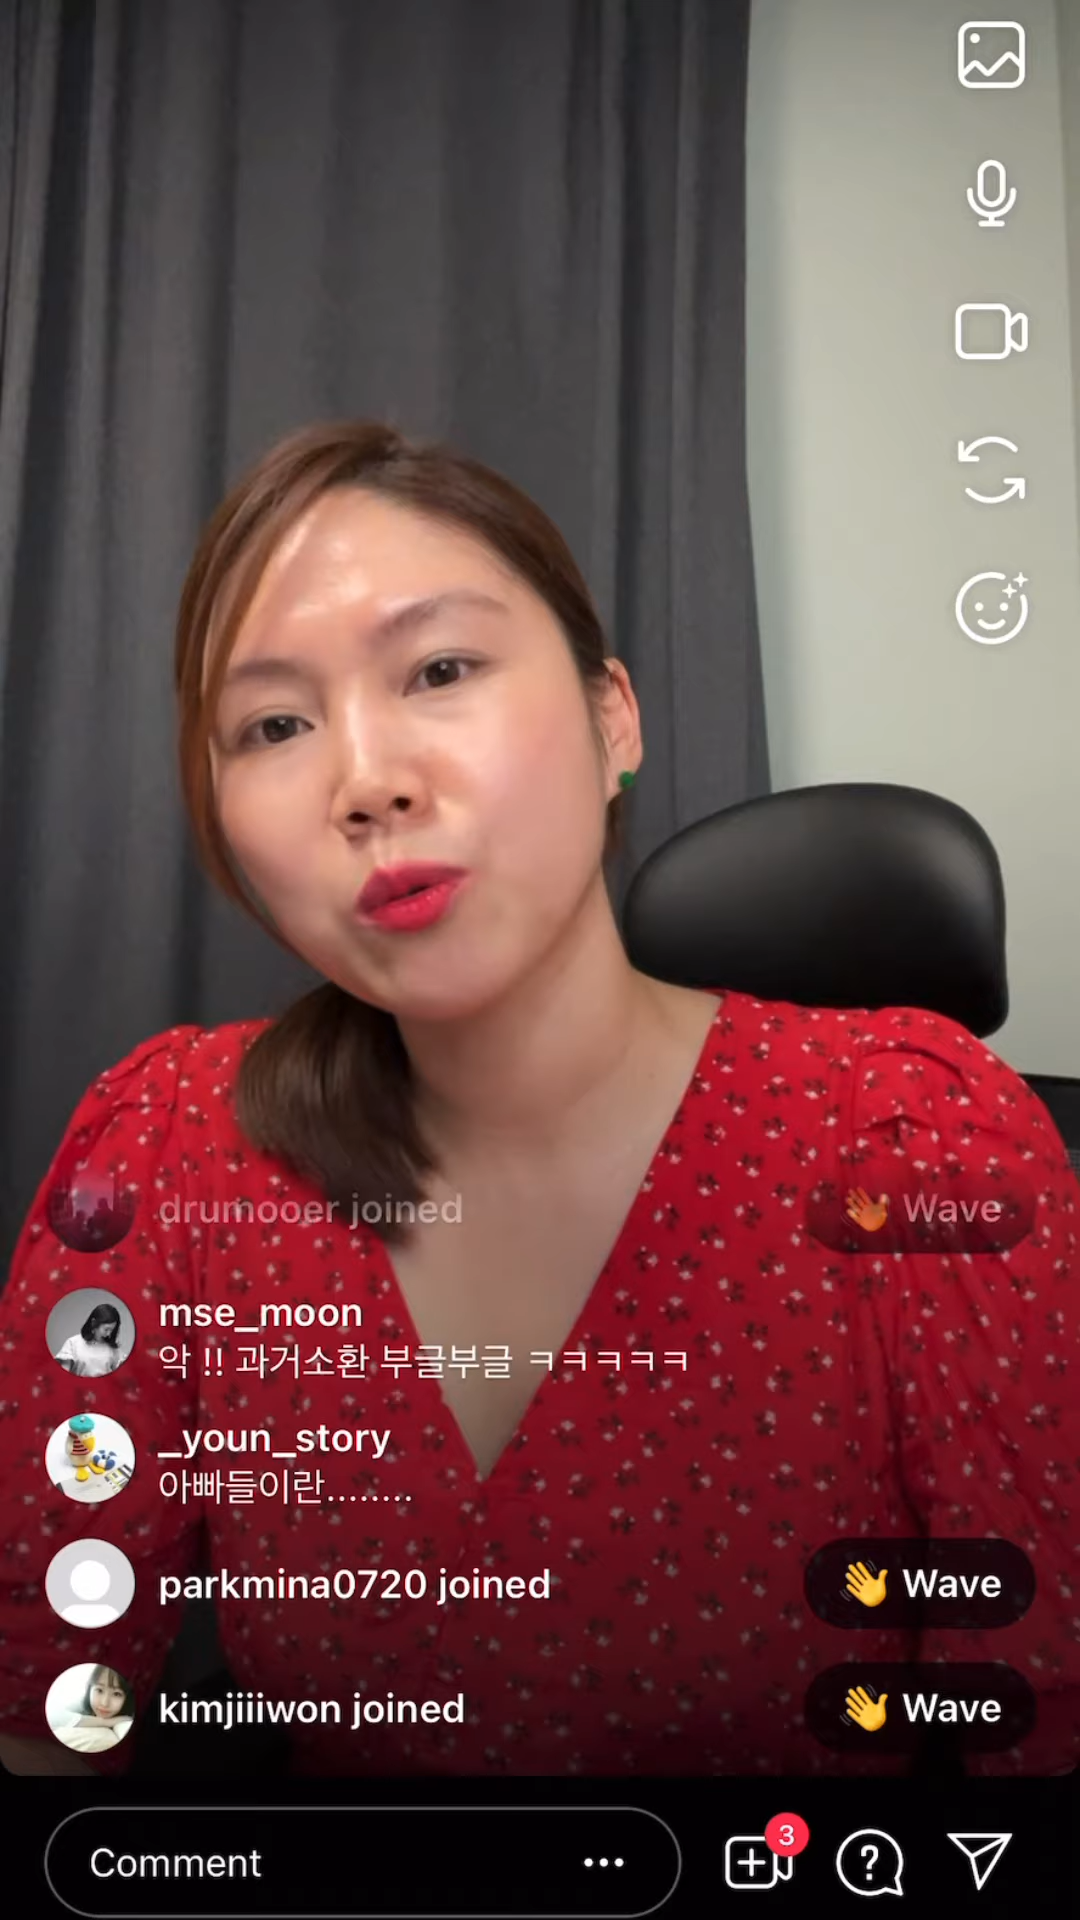 drumooer joined
👋 Wave
mse_moon
악 !! 과거소환 부글부글 ㅋㅋㅋㅋㅋ
_youn_story
아빠들이란........
parkmina0720 joined
👋 Wave
kimjiiiwon joined
👋 Wave
Comment
3